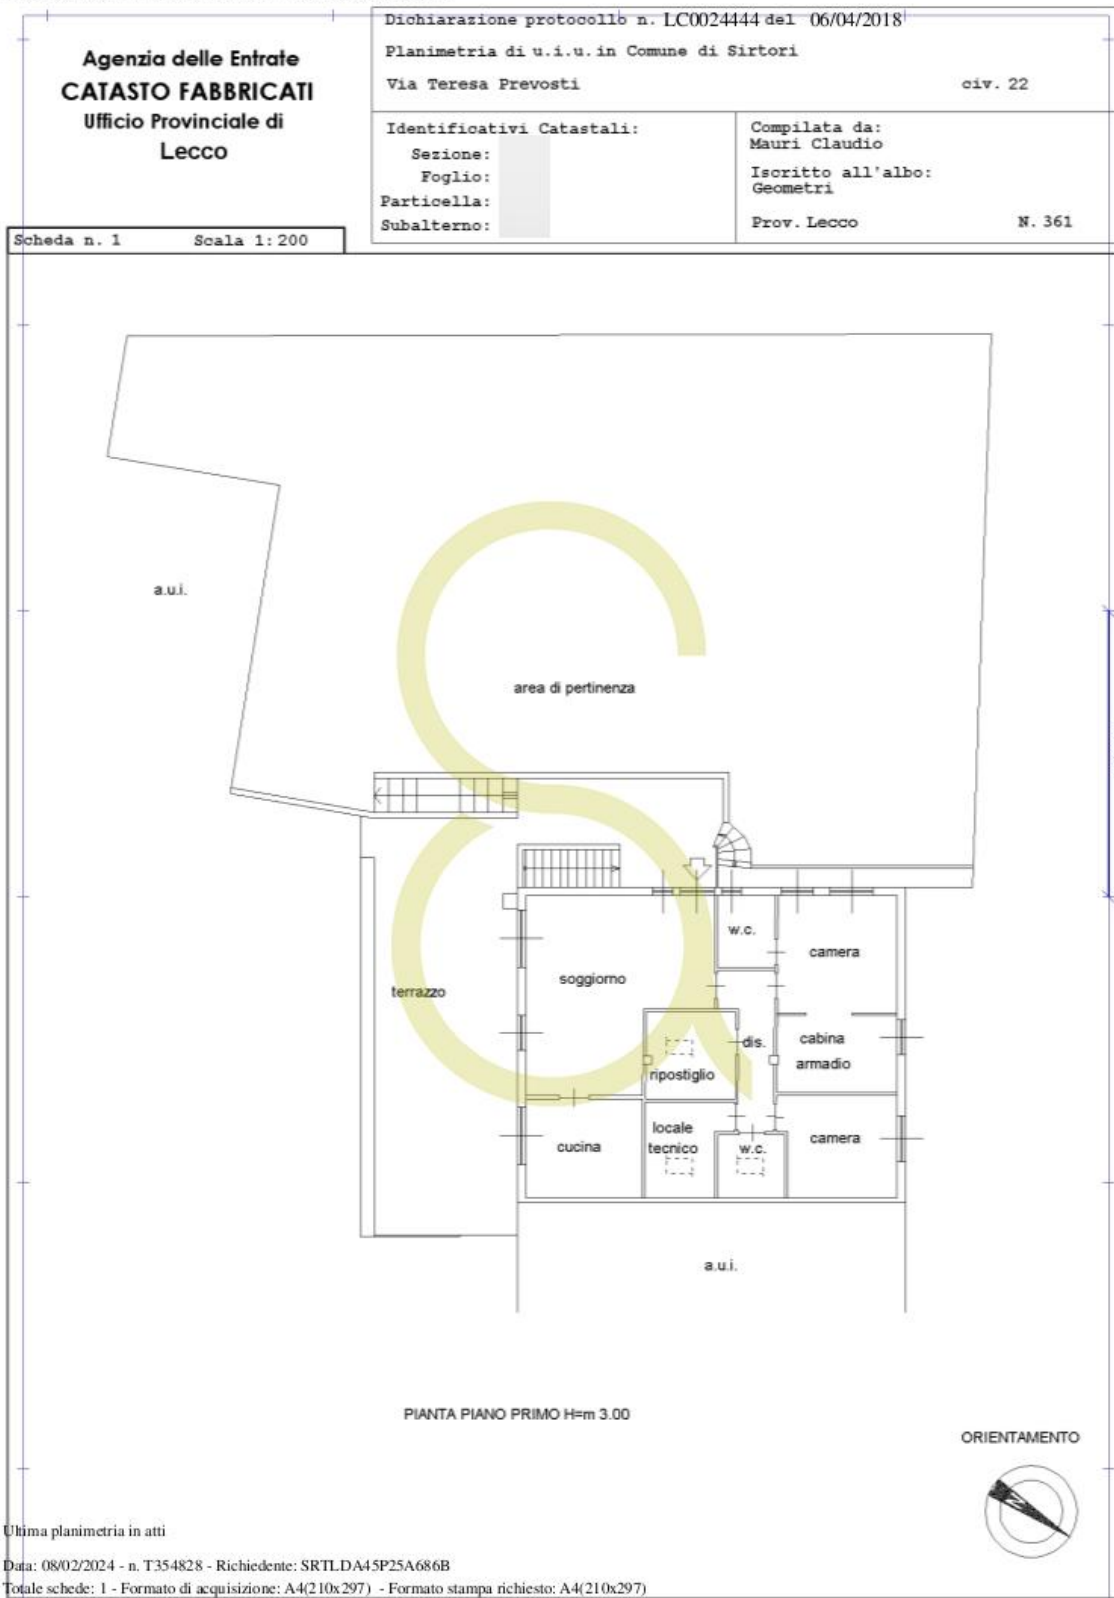 Agenzia delle Entrate
CATASTO FABBRICATI
Ufficio Provinciale di
Lecco
Dichiarazione protocollo n. LC0024444 del 06/04/2018
Planimetria di u.i.u. in Comune di Sirtori
Via Teresa Prevosti civ. 22
Identificativi Catastali:
Sezione:
Foglio:
Particella:
Subalterno:
Compilata da:
Mauri Claudio
Iscritto all'albo:
Geometri
Prov. Lecco N. 361
Scheda n. 1 Scala 1:200
a.u.i.
area di pertinenza
w.c.
camera
soggiorno
terrazzo
dis.
cabina
armadio
ripostiglio
locale
tecnico
cucina
w.c.
camera
a.u.i.
PIANTA PIANO PRIMO H=m 3.00
ORIENTAMENTO
Ultima planimetria in atti
Data: 08/02/2024 - n. T354828 - Richiedente: SRTLDA45P25A686B
Totale schede: 1 - Formato di acquisizione: A4(210x297) - Formato stampa richiesto: A4(210x297)